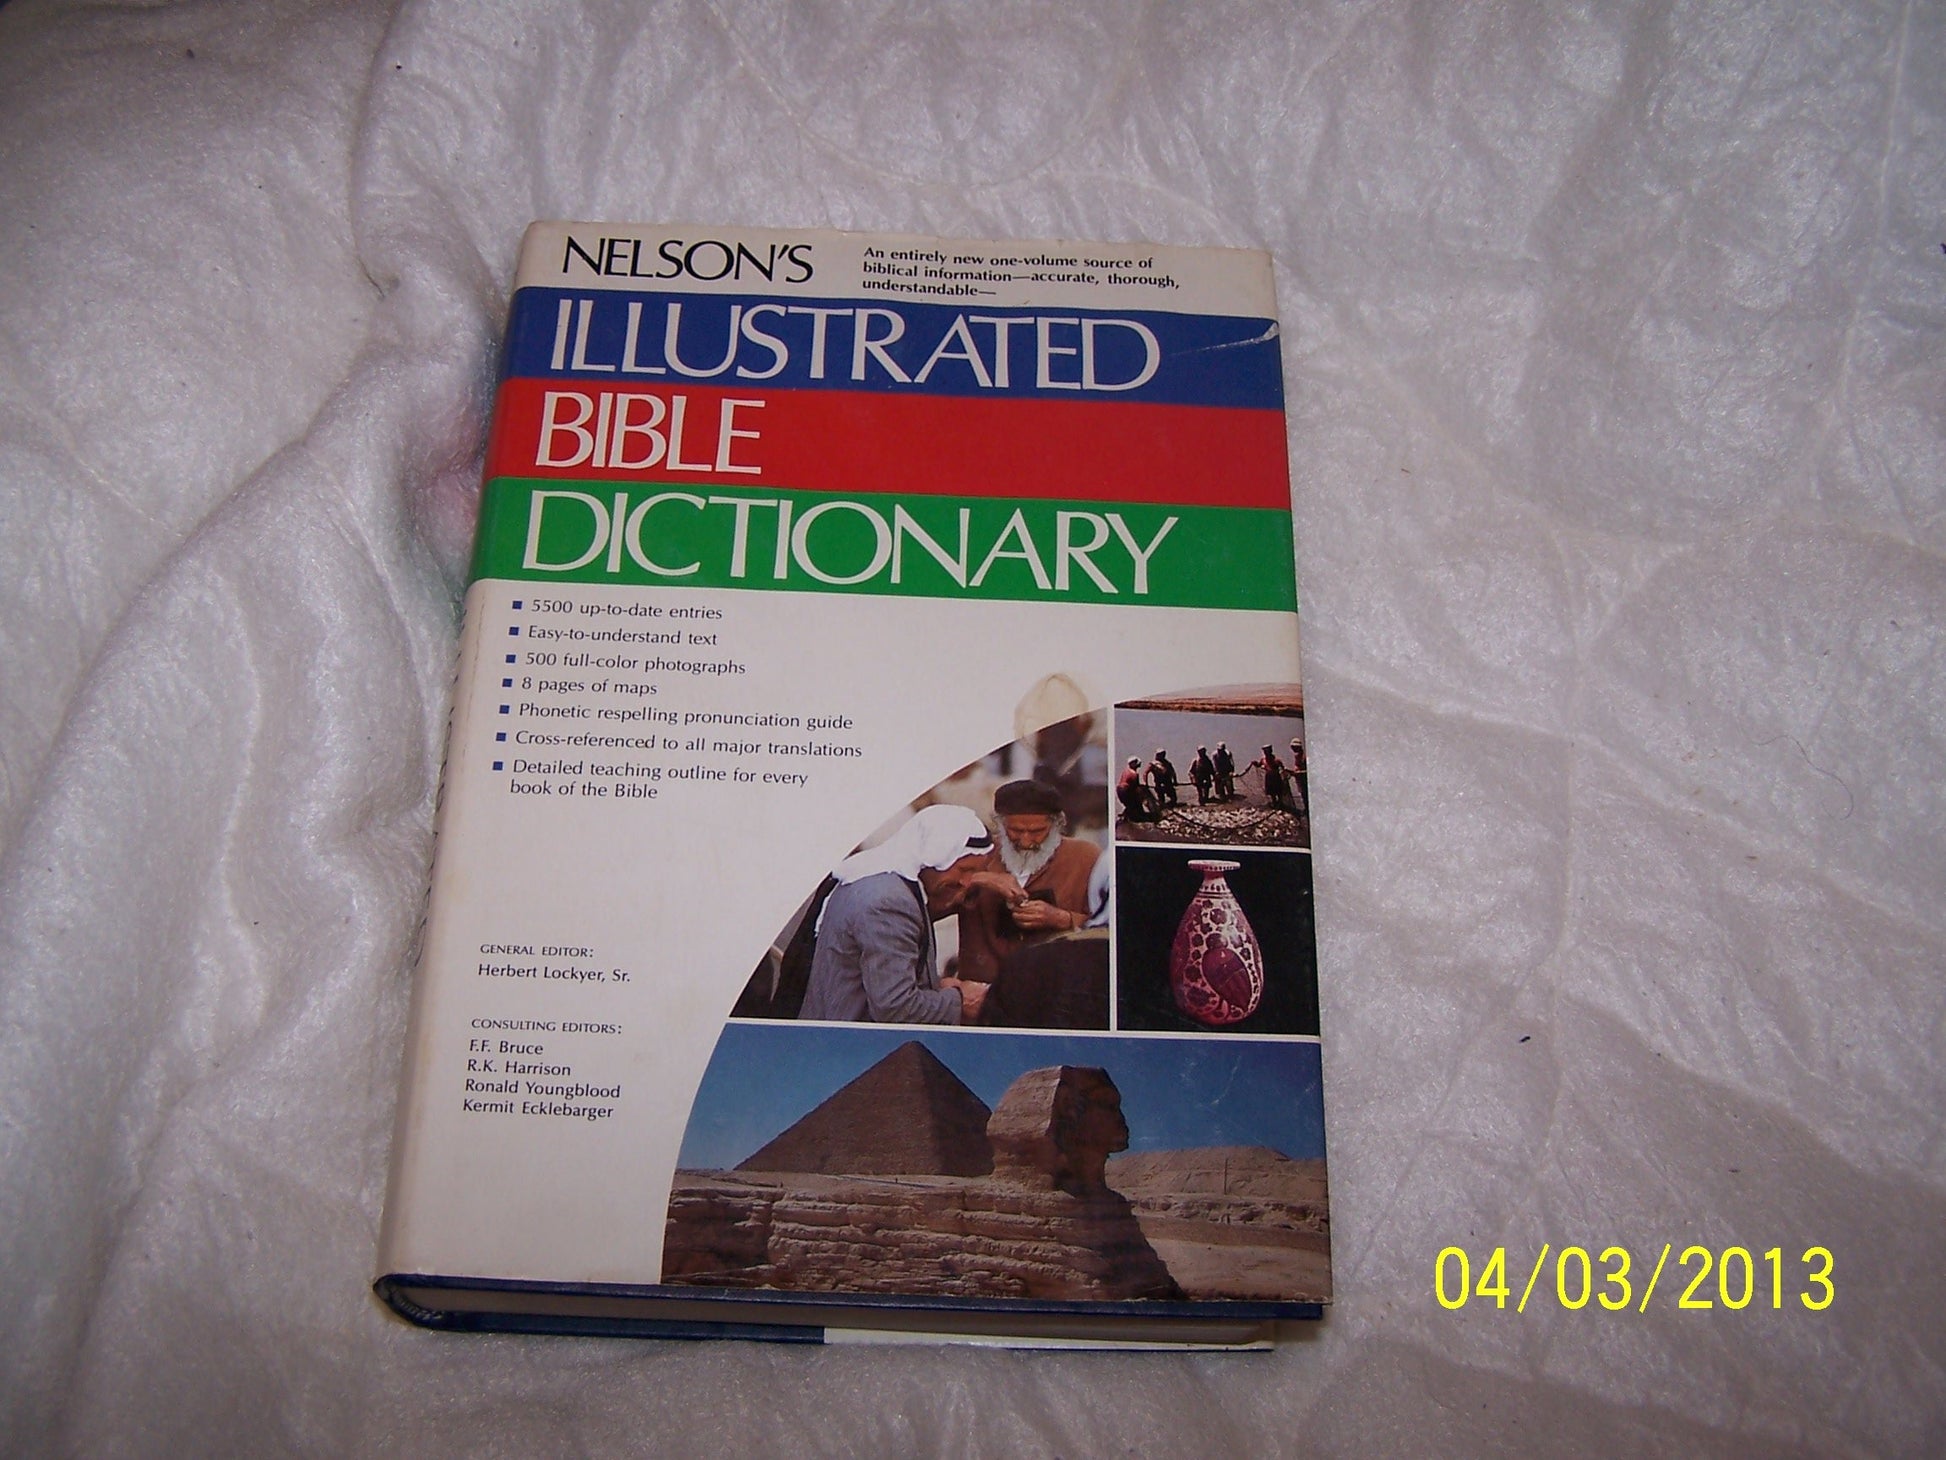 NELSON'S
An entirely new one-volume source of
biblical information—accurate, thorough,
understandable—
ILLUSTRATED
BIBLE
DICTIONARY
■ 5500 up-to-date entries
■ Easy-to-understand text
■ 500 full-color photographs
■ 8 pages of maps
■ Phonetic respelling pronunciation guide
■ Cross-referenced to all major translations
■ Detailed teaching outline for every
book of the Bible
GENERAL EDITOR:
Herbert Lockyer, Sr.
CONSULTING EDITORS:
F.F. Bruce
R.K. Harrison
Ronald Youngblood
Kermit Ecklebarger
04/03/2013